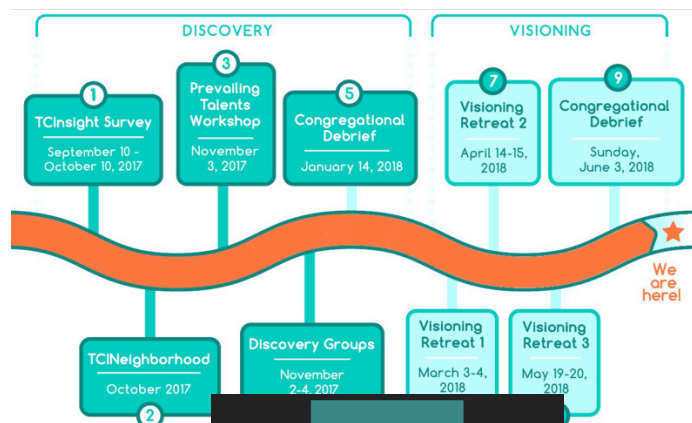 DISCOVERY
VISIONING
1
TCInsight Survey
September 10 -
October 10, 2017
3
Prevailing
Talents
Workshop
November
3, 2017
5
Congregational
Debrief
January 14, 2018
7
Visioning
Retreat 2
April 14-15,
2018
9
Congregational
Debrief
Sunday,
June 3, 2018
We
are
here!
TCINeighborhood
October 2017
2
Discovery Groups
November
2-4, 2017
Visioning
Retreat 1
March 3-4,
2018
Visioning
Retreat 3
May 19-20,
2018